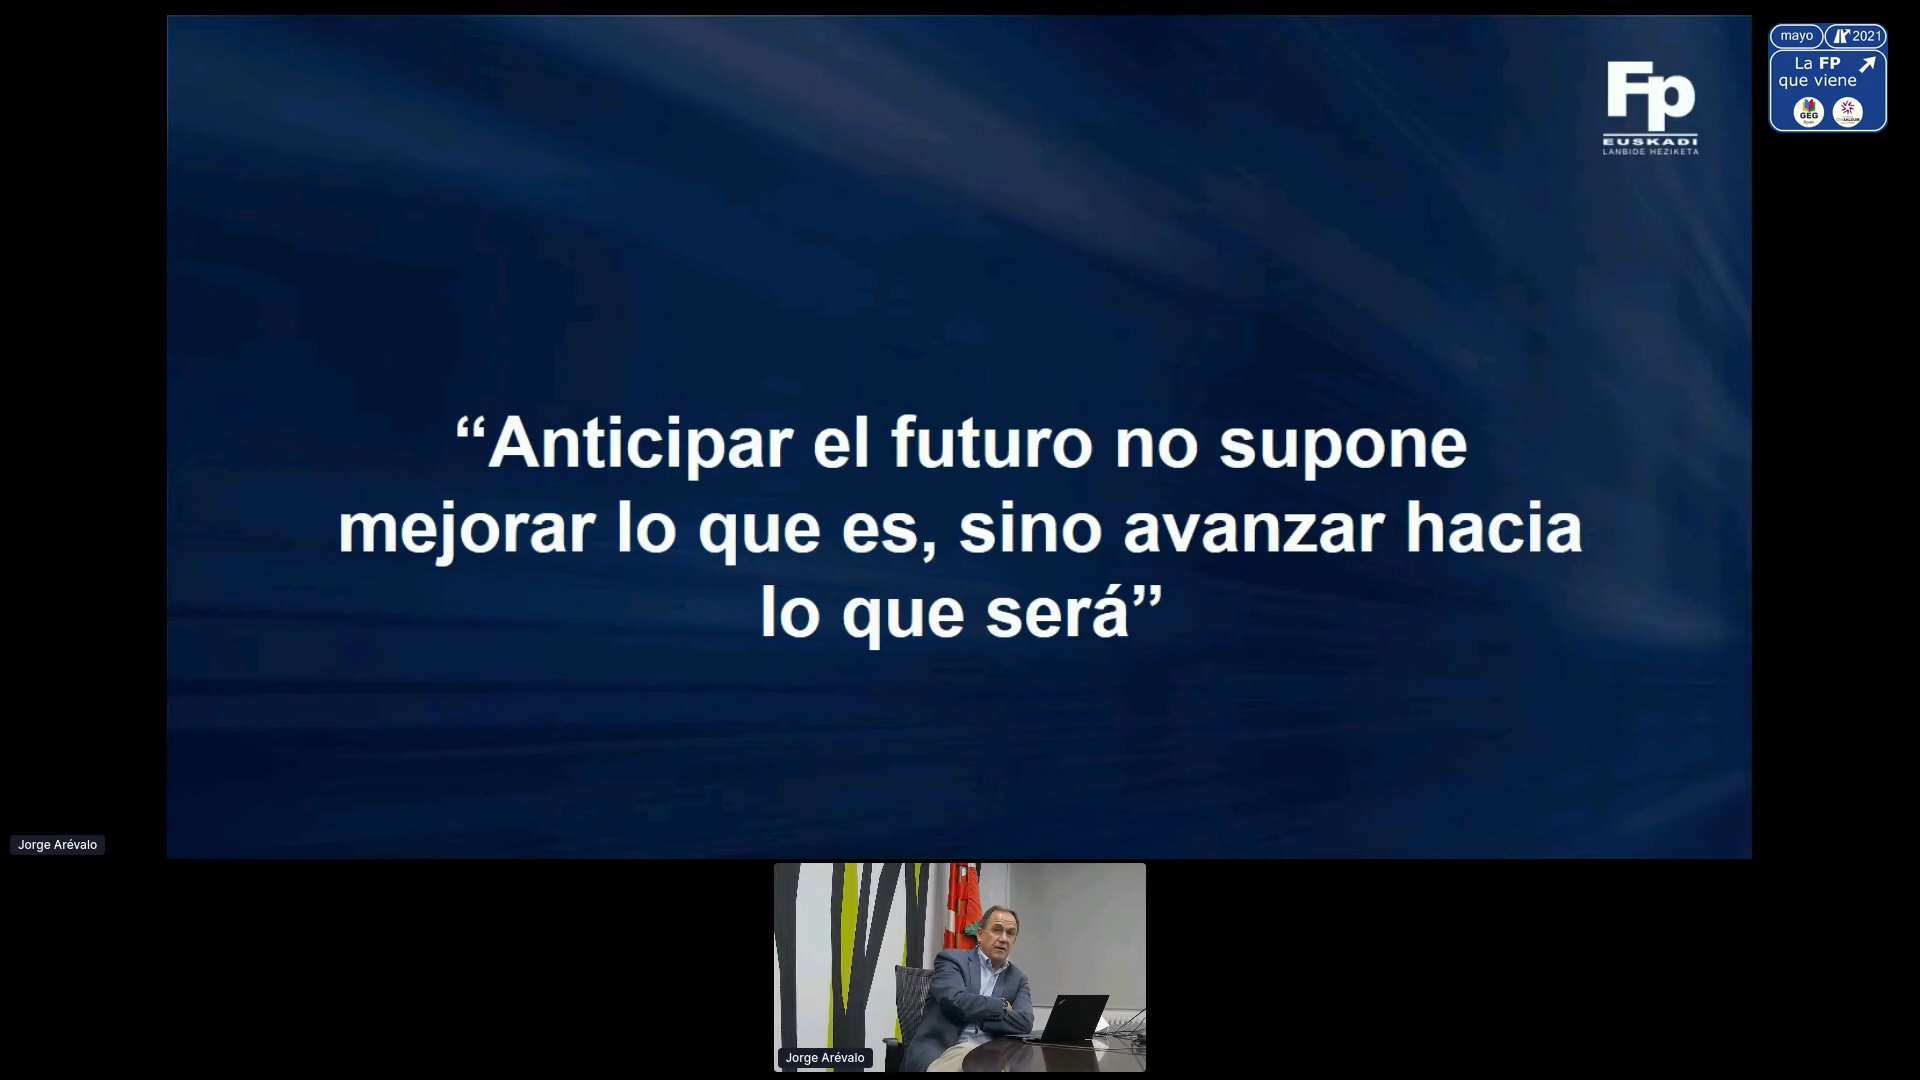 mayo
2021
La FP
que viene
GEG
Fp
EUSKADI
LANBIDE HEZIKETA
“Anticipar el futuro no supone
mejorar lo que es, sino avanzar hacia
lo que será”
Jorge Arévalo
Jorge Arévalo